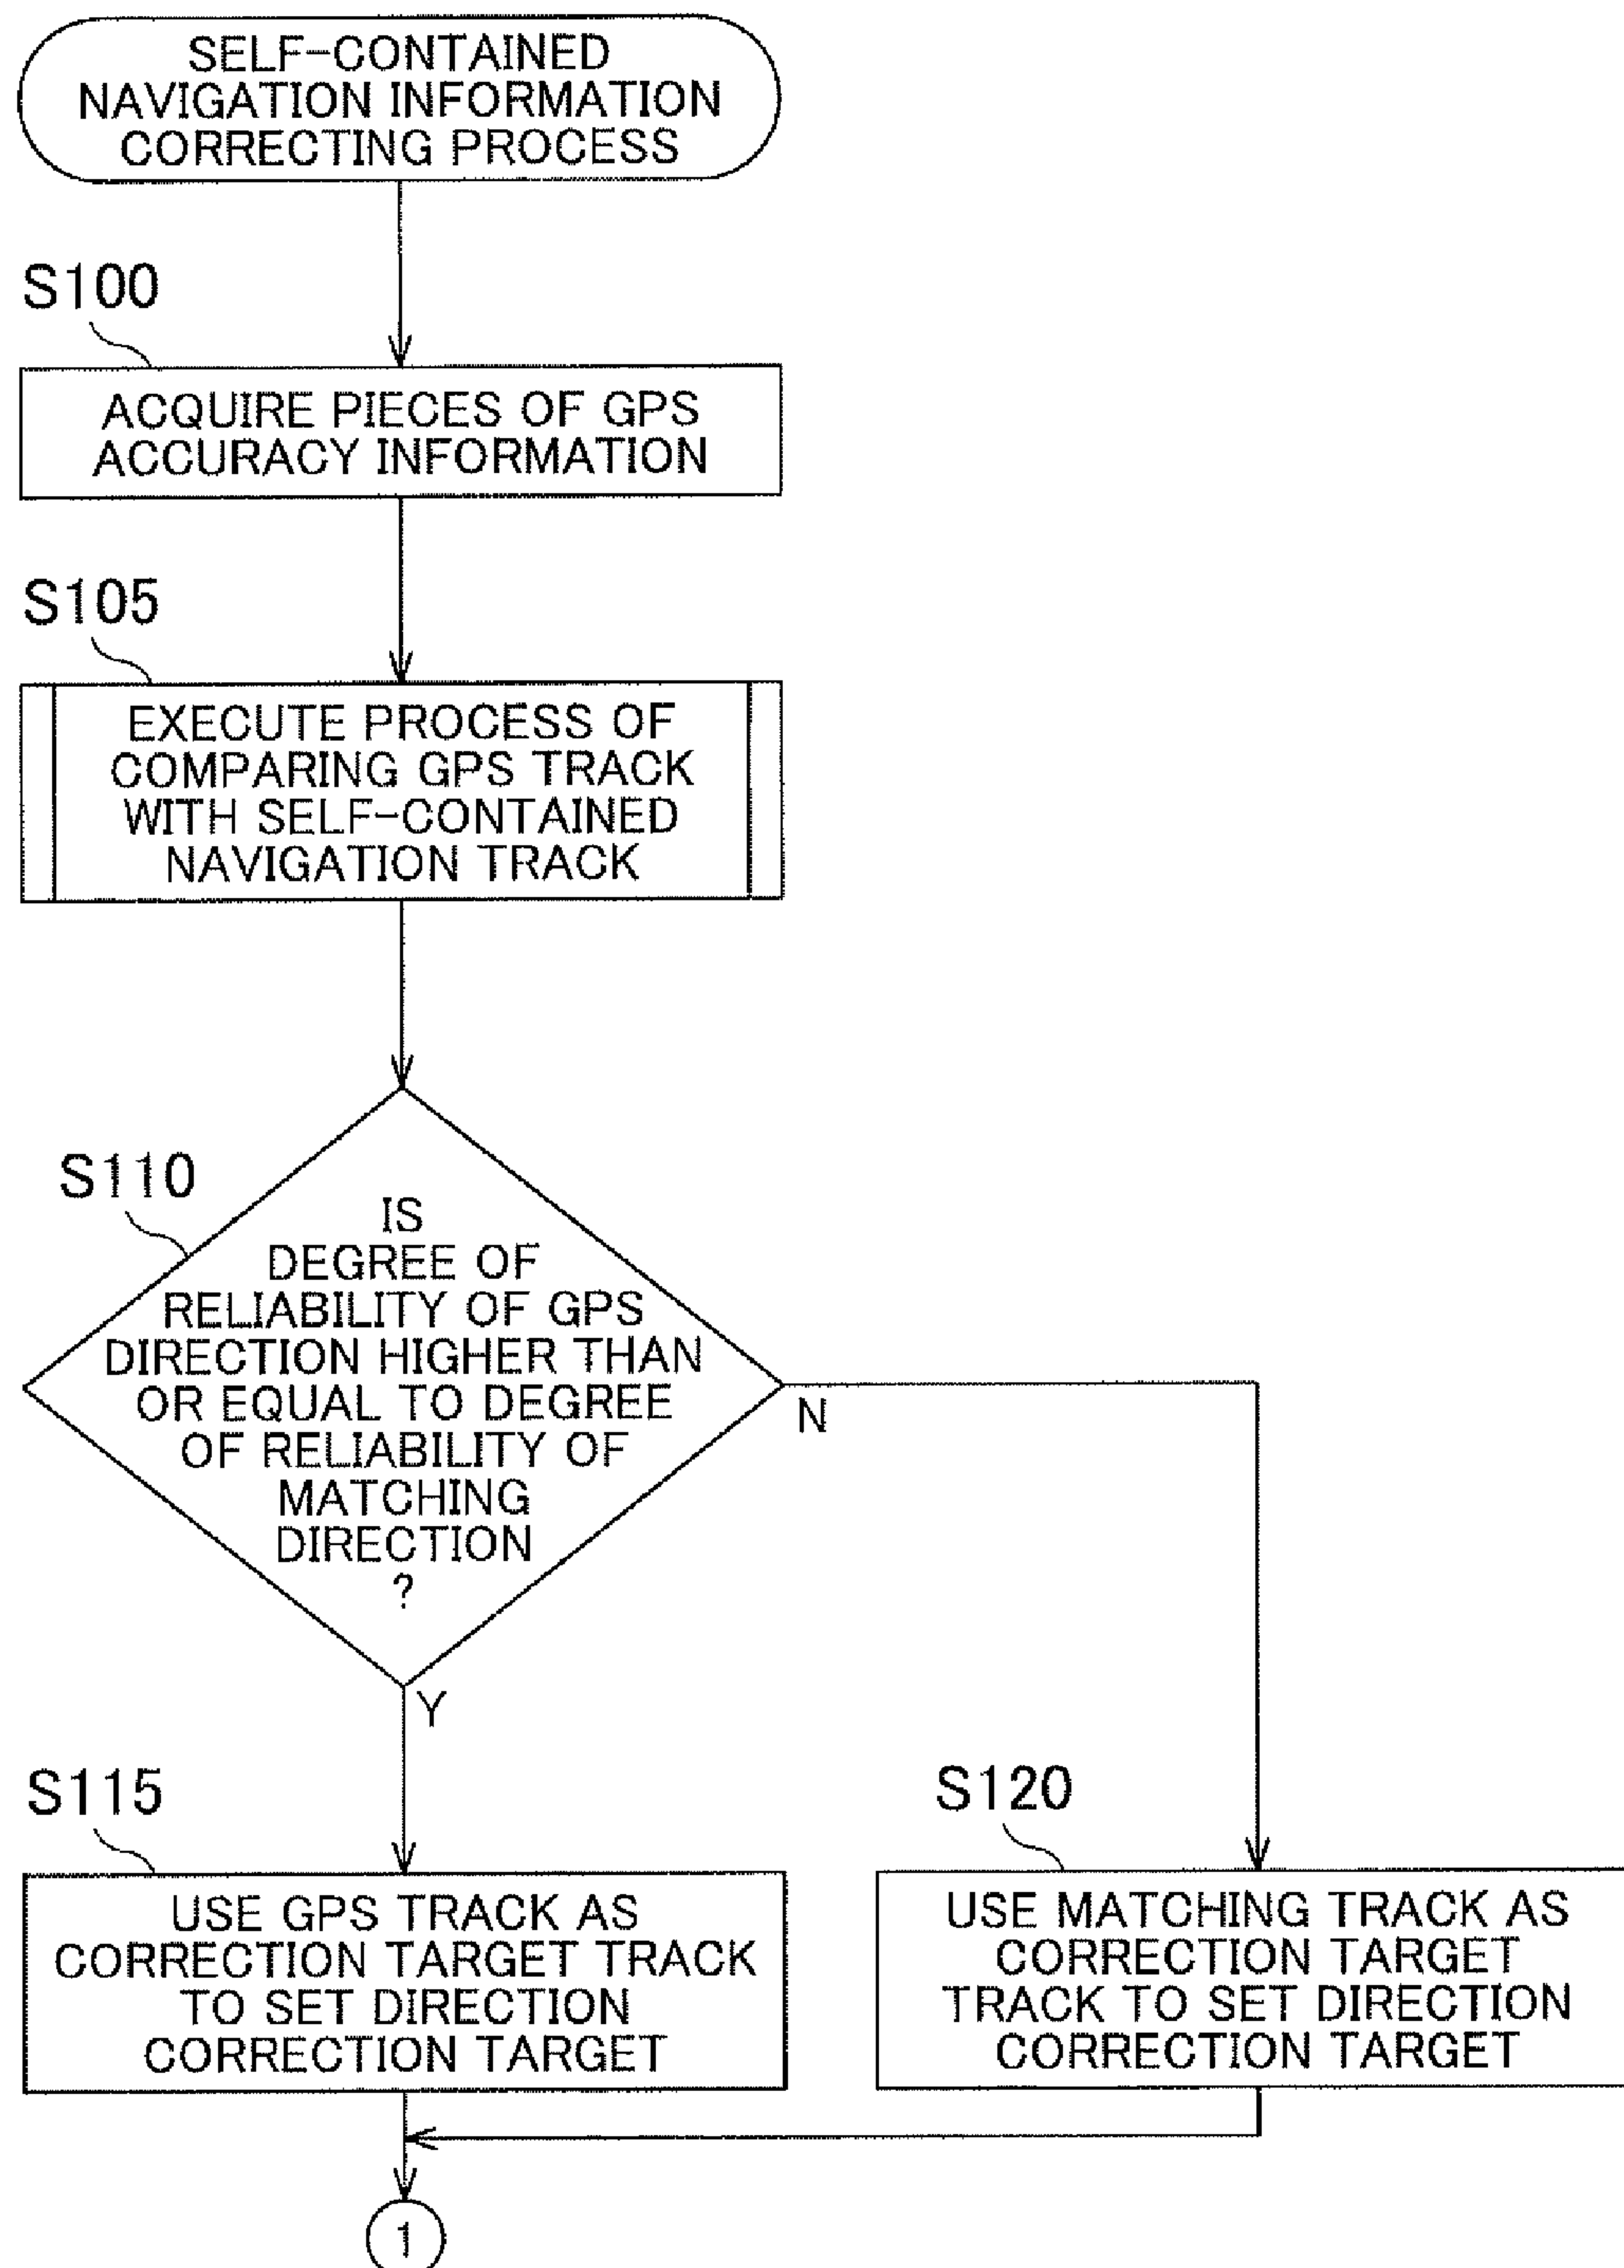 SELF-CONTAINED
NAVIGATION INFORMATION
CORRECTING PROCESS
S100
ACQUIRE PIECES OF GPS
ACCURACY INFORMATION
S105
EXECUTE PROCESS OF
COMPARING GPS TRACK
WITH SELF-CONTAINED
NAVIGATION TRACK
S110
IS
DEGREE OF
RELIABILITY OF GPS
DIRECTION HIGHER THAN
OR EQUAL TO DEGREE
OF RELIABILITY OF
MATCHING
DIRECTION
?
N
Y
S115
USE GPS TRACK AS
CORRECTION TARGET TRACK
TO SET DIRECTION
CORRECTION TARGET
S120
USE MATCHING TRACK AS
CORRECTION TARGET
TRACK TO SET DIRECTION
CORRECTION TARGET
1